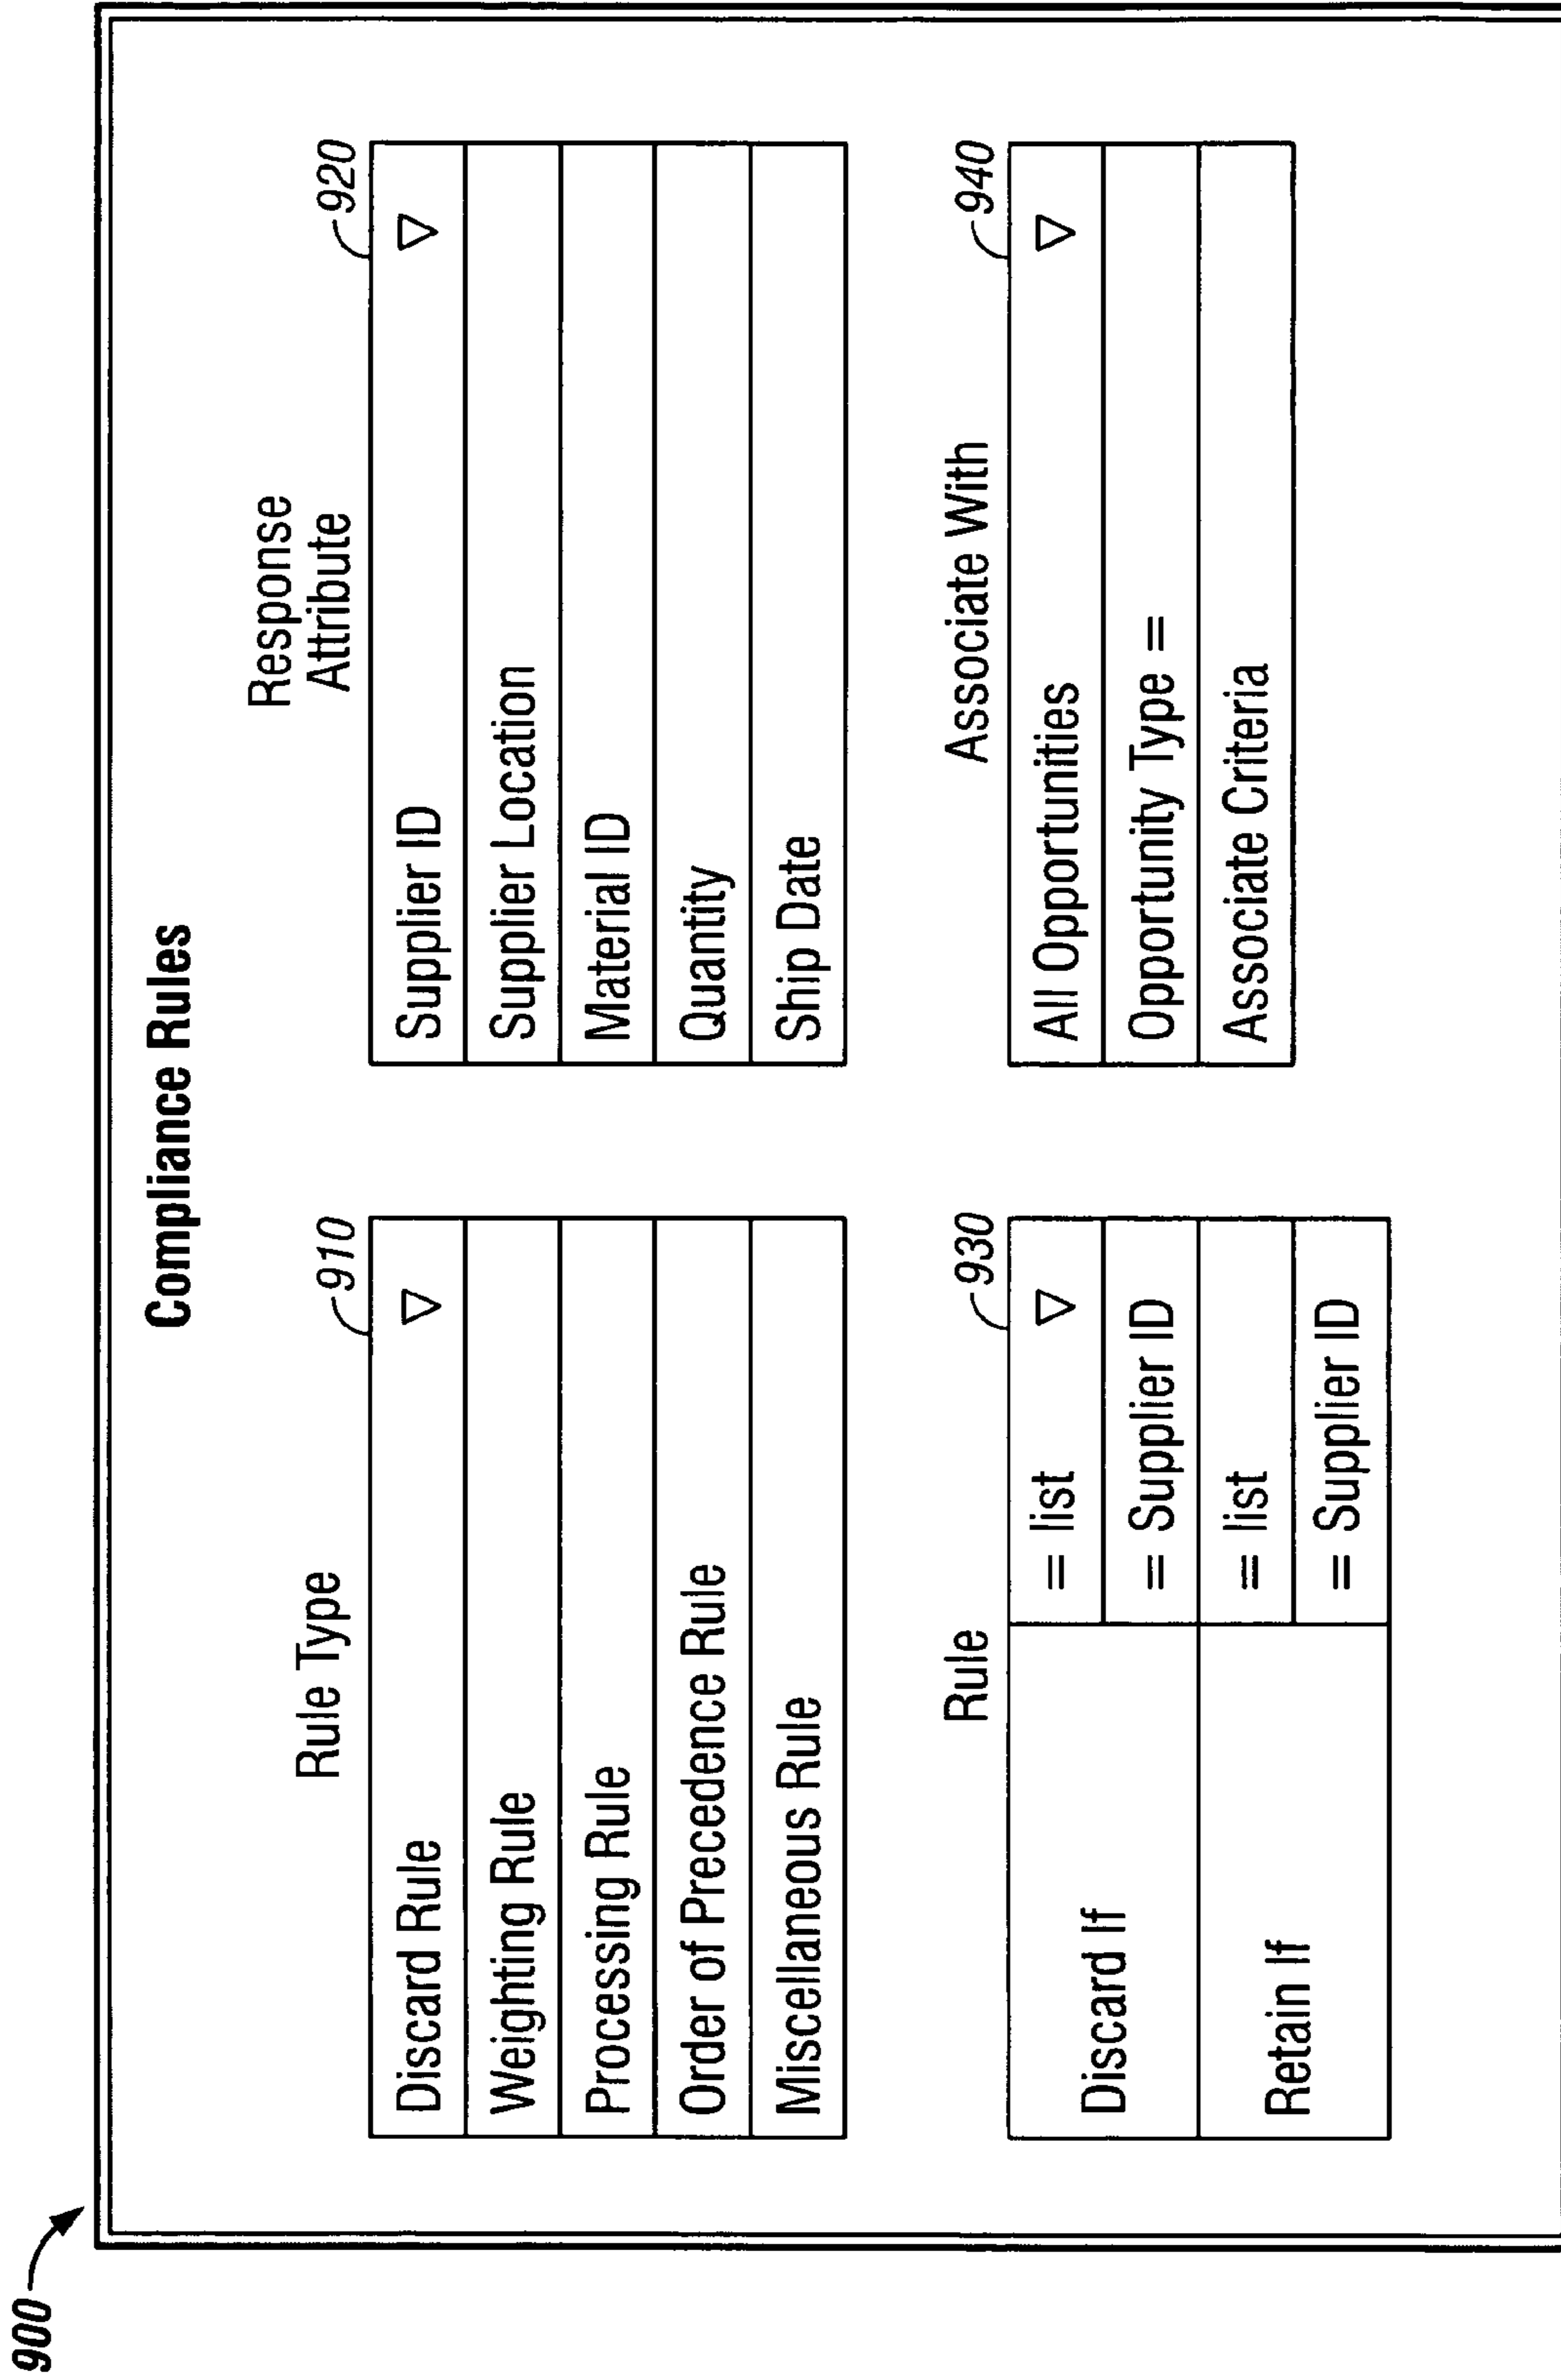 900
Compliance Rules
Rule Type
910
Discard Rule ▽
Weighting Rule
Processing Rule
Order of Precedence Rule
Miscellaneous Rule
Response
Attribute
920
Supplier ID ▽
Supplier Location
Material ID
Quantity
Ship Date
Rule
930
Discard If
= list ▽
= Supplier ID
Retain If
= list
= Supplier ID
Associate With
940
All Opportunities ▽
Opportunity Type =
Associate Criteria